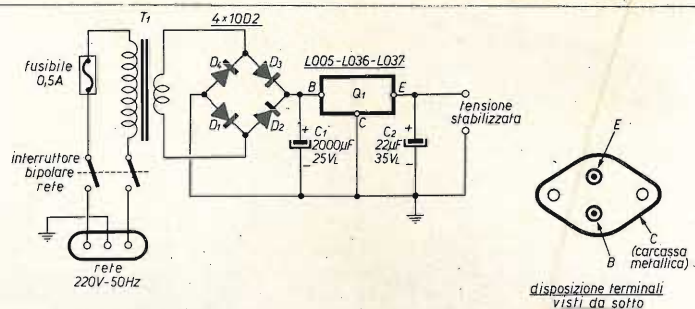 T1
4×10D2
fusibile
0,5A
D4
D3
D1
D2
L005-L036-L037
B
Q1
E
C
+
C1
2000µF
25VL
-
+
C2
22µF
35VL
-
tensione
stabilizzata
interruttore
bipolare
rete
rete
220V-50Hz
E
B
C
(carcassa
metallica)
disposizione terminali
visti da sotto